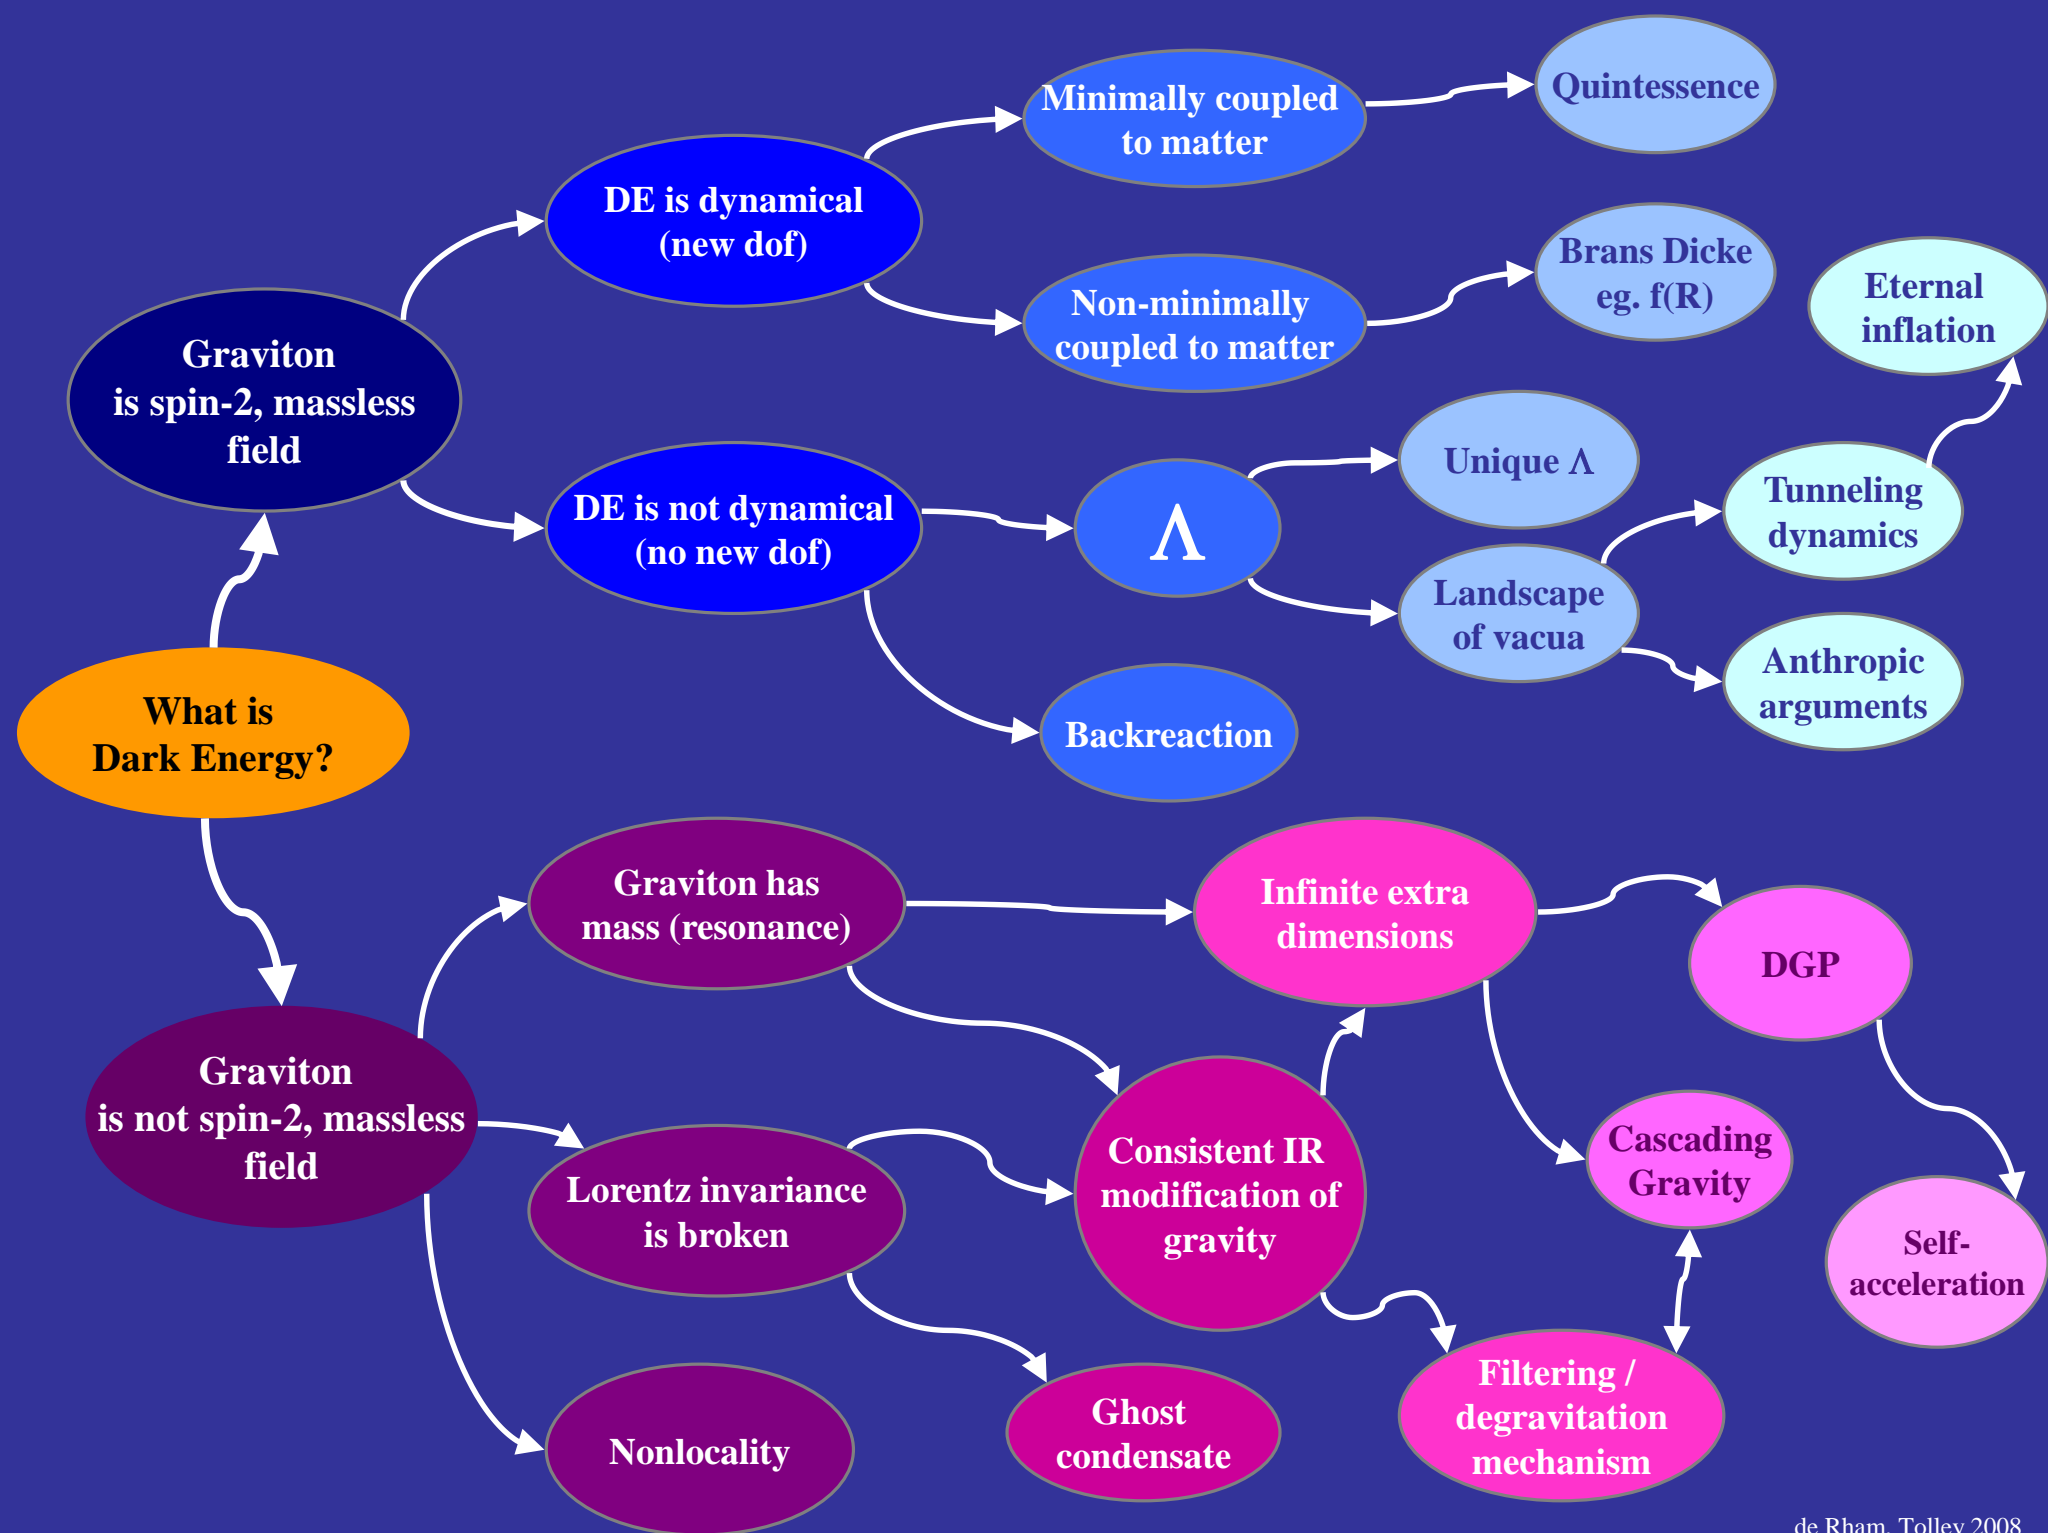 Quintessence
Minimally coupled
to matter
DE is dynamical
(new dof)
Brans Dicke
eg. f(R)
Non-minimally
coupled to matter
Eternal
inflation
Graviton
is spin-2, massless
field
Unique Λ
DE is not dynamical
(no new dof)
Λ
Tunneling
dynamics
Landscape
of vacua
Anthropic
arguments
What is
Dark Energy?
Backreaction
Graviton has
mass (resonance)
Infinite extra
dimensions
DGP
Graviton
is not spin-2, massless
field
Consistent IR
modification of
gravity
Cascading
Gravity
Lorentz invariance
is broken
Self-
acceleration
Filtering /
degravitation
mechanism
Ghost
condensate
Nonlocality
de Rham, Tolley 2008